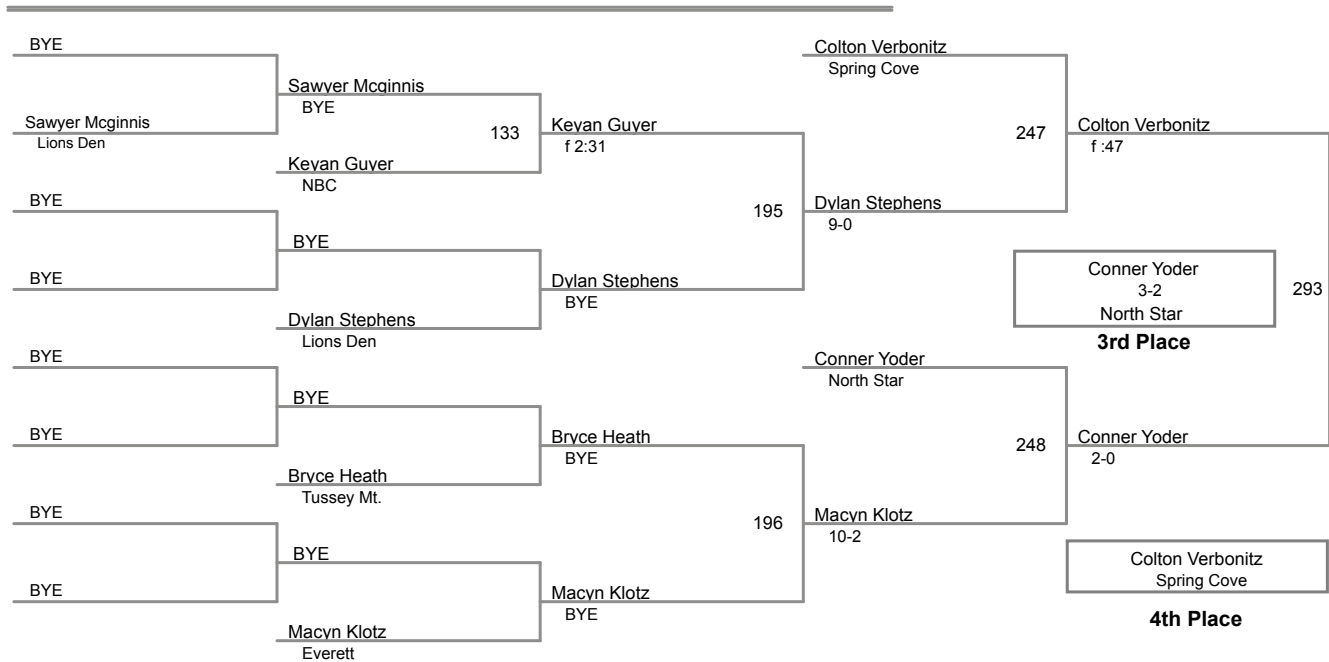 BYE
Sawyer Mcginnis
Lions Den
BYE
BYE
BYE
BYE
BYE
BYE
Sawyer Mcginnis
BYE
133
Keyan Guyer
NBC
BYE
Dylan Stephens
Lions Den
BYE
Bryce Heath
Tussey Mt.
BYE
Macyn Klotz
Everett
Keyan Guyer
f 2:31
195
Dylan Stephens
BYE
Bryce Heath
BYE
196
Macyn Klotz
BYE
Colton Verbonitz
Spring Cove
247
Dylan Stephens
9-0
Conner Yoder
North Star
248
Macyn Klotz
10-2
Colton Verbonitz
f :47
Conner Yoder
3-2
North Star
293
3rd Place
Conner Yoder
2-0
Colton Verbonitz
Spring Cove
4th Place